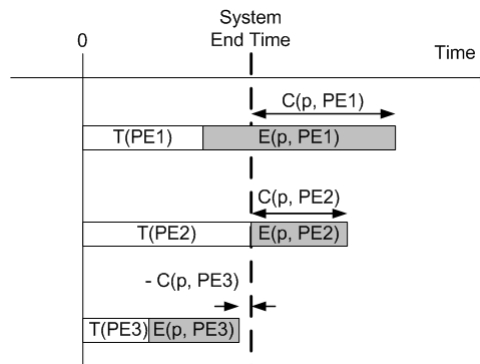 System
End Time
0
Time
C(p, PE1)
T(PE1) E(p, PE1)
C(p, PE2)
T(PE2) E(p, PE2)
- C(p, PE3)
T(PE3) E(p, PE3)